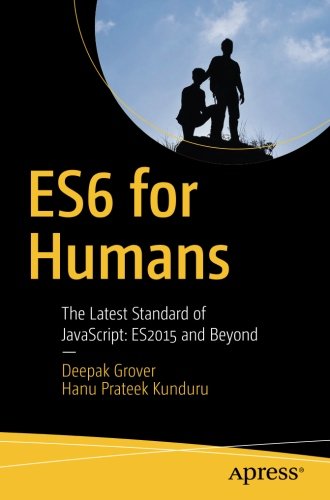 ES6 for
Humans
The Latest Standard of
JavaScript: ES2015 and Beyond
—
Deepak Grover
Hanu Prateek Kunduru
Apress®